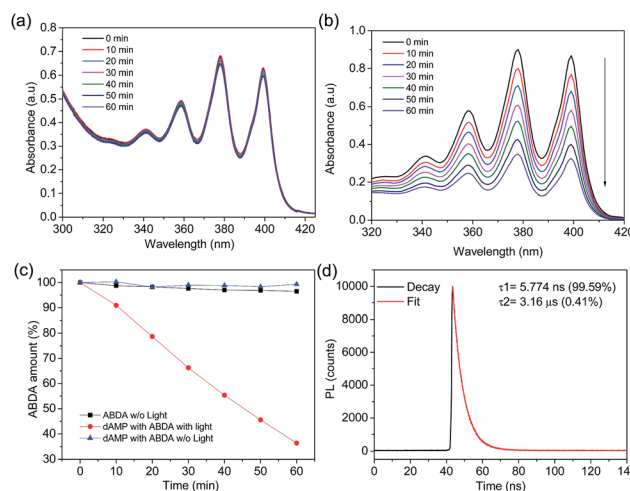 (a)
0 min
10 min
20 min
30 min
40 min
50 min
60 min
0.8
0.7
0.6
0.5
0.4
0.3
0.2
0.1
0.0
300 320 340 360 380 400 420
Absorbance (a.u)
Wavelength (nm)
(b)
0 min
10 min
20 min
30 min
40 min
50 min
60 min
1.0
0.8
0.6
0.4
0.2
0.0
320 340 360 380 400 420
Absorbance (a.u)
Wavelength (nm)
(c)
110
100
90
80
70
60
50
40
30
0 10 20 30 40 50 60
ABDA amount (%)
Time (min)
ABDA w/o Light
dAMP with ABDA with light
dAMP with ABDA w/o Light
(d)
Decay
Fit
τ1= 5.774 ns (99.59%)
τ2= 3.16 μs (0.41%)
10000
8000
6000
4000
2000
0
0 20 40 60 80 100 120 14
PL (counts)
Time (ns)